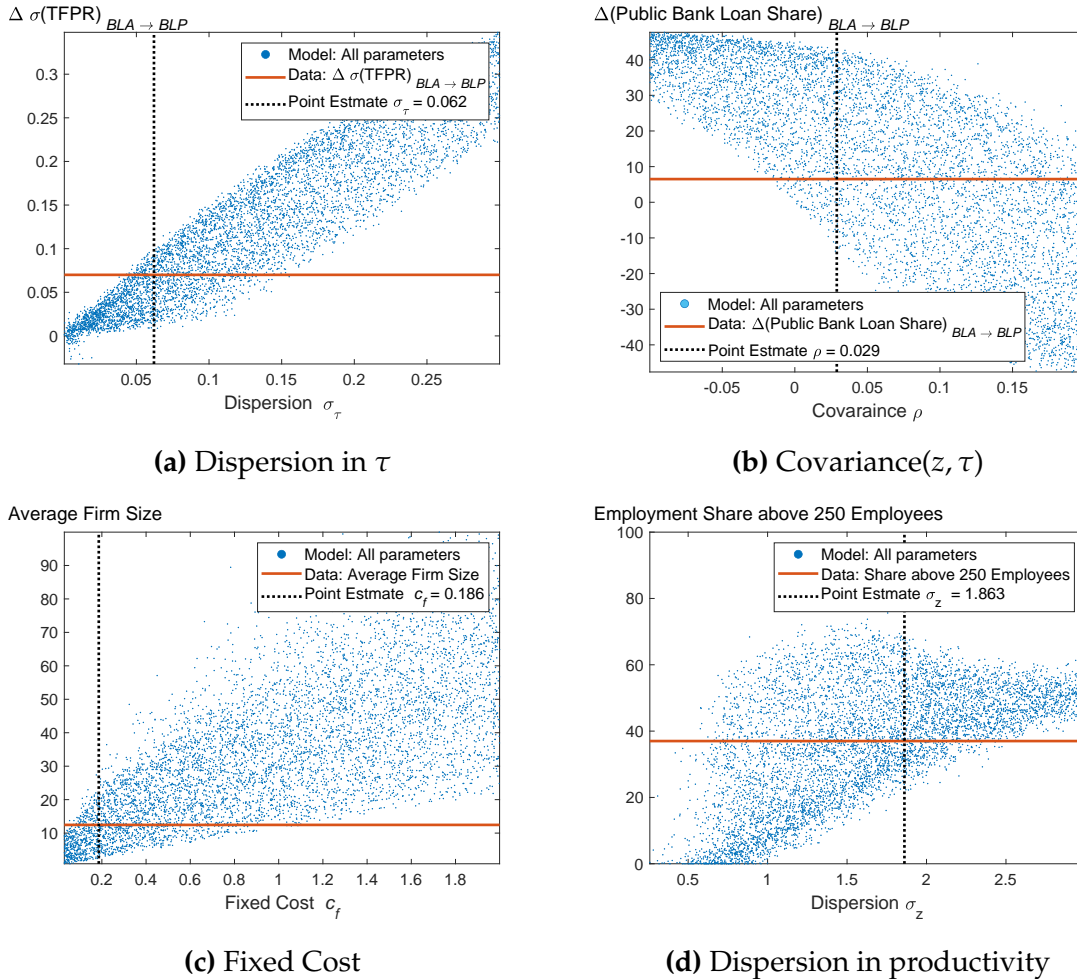 Δ σ(TFPR) BLA → BLP
0.3
0.25
0.2
0.15
0.1
0.05
0
Model: All parameters
Data: Δ σ(TFPR) BLA → BLP
Point Estmate σ_τ = 0.062
0.05 0.1 0.15 0.2 0.25
Dispersion σ_τ
(a) Dispersion in τ
Δ(Public Bank Loan Share) BLA → BLP
40
30
20
10
0
-10
-20
-30
-40
Model: All parameters
Data: Δ(Public Bank Loan Share) BLA → BLP
Point Estmate ρ = 0.029
-0.05 0 0.05 0.1 0.15
Covaraince ρ
(b) Covariance(z, τ)
Average Firm Size
90
80
70
60
50
40
30
20
10
Model: All parameters
Data: Average Firm Size
Point Estmate c_f = 0.186
0.2 0.4 0.6 0.8 1 1.2 1.4 1.6 1.8
Fixed Cost c_f
(c) Fixed Cost
Employment Share above 250 Employees
100
80
60
40
20
0
Model: All parameters
Data: Share above 250 Employees
Point Estmate σ_z = 1.863
0.5 1 1.5 2 2.5
Dispersion σ_z
(d) Dispersion in productivity